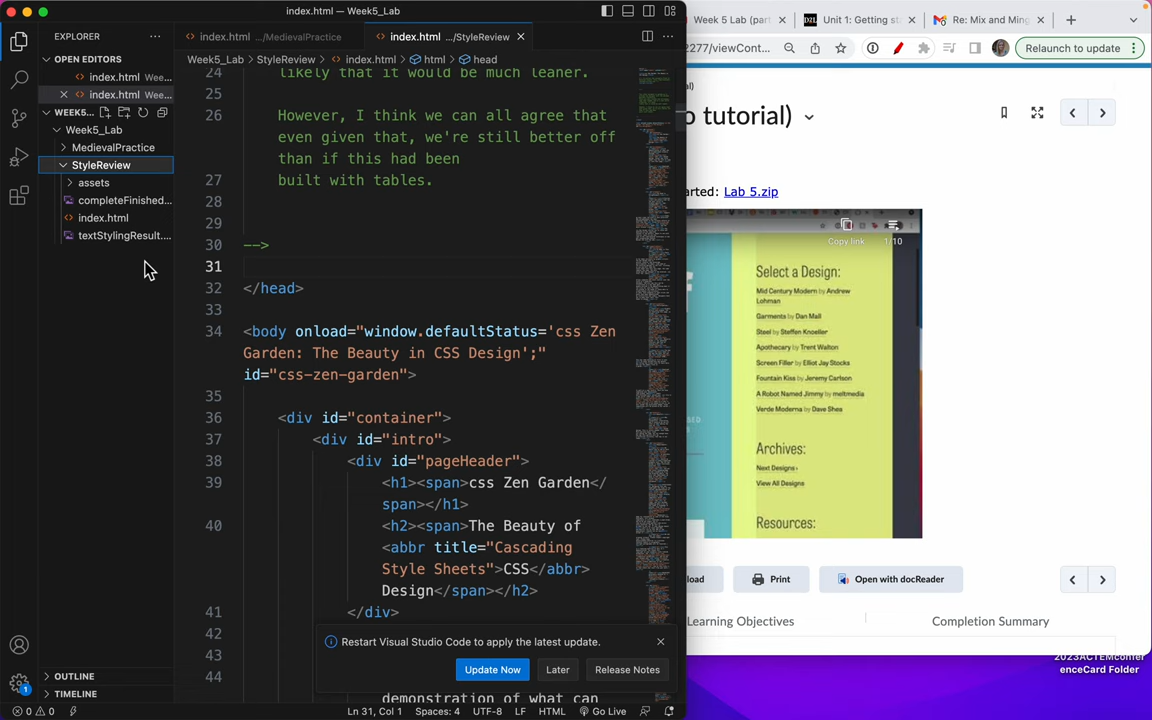 index.html — Week5_Lab
EXPLORER
OPEN EDITORS
index.html Wee...
index.html Wee...
WEEK5...
Week5_Lab
MedievalPractice
StyleReview
assets
completeFinished...
index.html
textStylingResult....
OUTLINE
TIMELINE
index.html .../MedievalPractice
index.html .../StyleReview
Week5_Lab > StyleReview > index.html > html > head
24 likely that it would be much leaner.
25
26 However, I think we can all agree that
even given that, we're still better off
than if this had been
27 built with tables.
28
29
30 -->
31
32 </head>
33
34 <body onload="window.defaultStatus='css Zen
Garden: The Beauty in CSS Design';"
id="css-zen-garden">
35
36 <div id="container">
37 <div id="intro">
38 <div id="pageHeader">
39 <h1><span>css Zen Garden</
span></h1>
40 <h2><span>The Beauty of
<abbr title="Cascading
Style Sheets">CSS</abbr>
Design</span></h2>
41 </div>
42
43
44
demonstration of what can
Restart Visual Studio Code to apply the latest update.
Update Now
Later
Release Notes
1
0 0
Ln 31, Col 1
Spaces: 4
UTF-8
LF
HTML
Go Live
Week 5 Lab (part
D2L
Unit 1: Getting sta
Re: Mix and Ming
2277/viewCont...
Relaunch to update
o tutorial)
arted: Lab 5.zip
Copy link
1/10
Select a Design:
Mid Century Modern by Andrew
Lohman
Garments by Dan Mall
Steel by Steffen Knoeller
Apothecary by Trent Walton
Screen Filler by Elliot Jay Stocks
Fountain Kiss by Jeremy Carlson
A Robot Named Jimmy by meltmedia
Verde Moderna by Dave Shea
Archives:
Next Designs›
View All Designs
Resources:
load
Print
Open with docReader
Learning Objectives
Completion Summary
2023ACTEMconfer
enceCard Folder